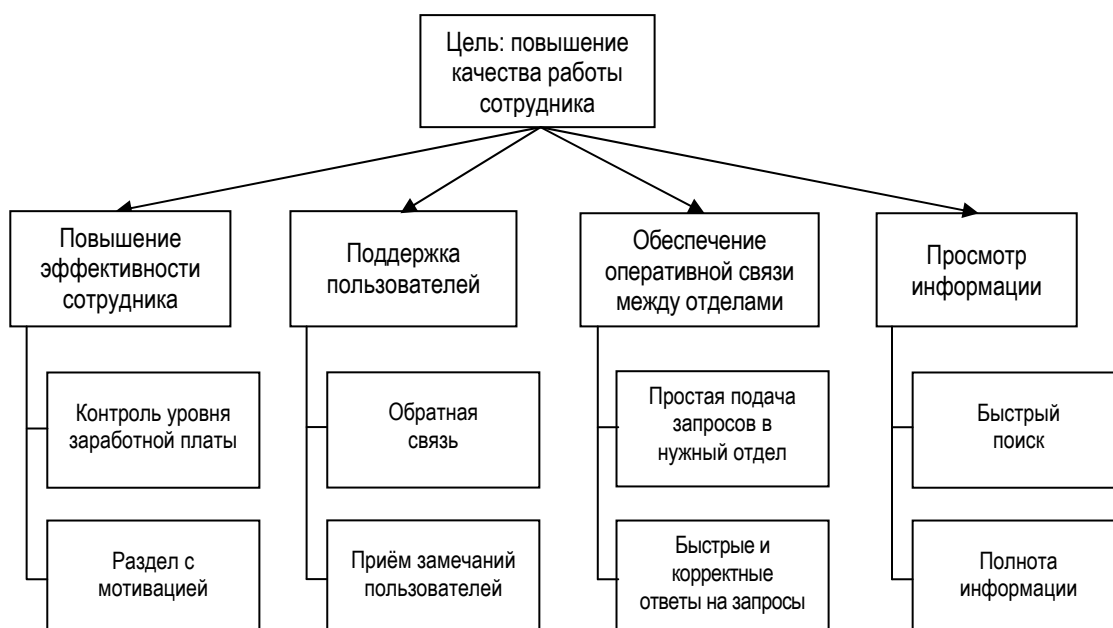 Цель: повышение
качества работы
сотрудника
Повышение
эффективности
сотрудника
Поддержка
пользователей
Обеспечение
оперативной связи
между отделами
Просмотр
информации
Контроль уровня
заработной платы
Обратная
связь
Простая подача
запросов в
нужный отдел
Быстрый
поиск
Раздел с
мотивацией
Приём замечаний
пользователей
Быстрые и
корректные
ответы на запросы
Полнота
информации